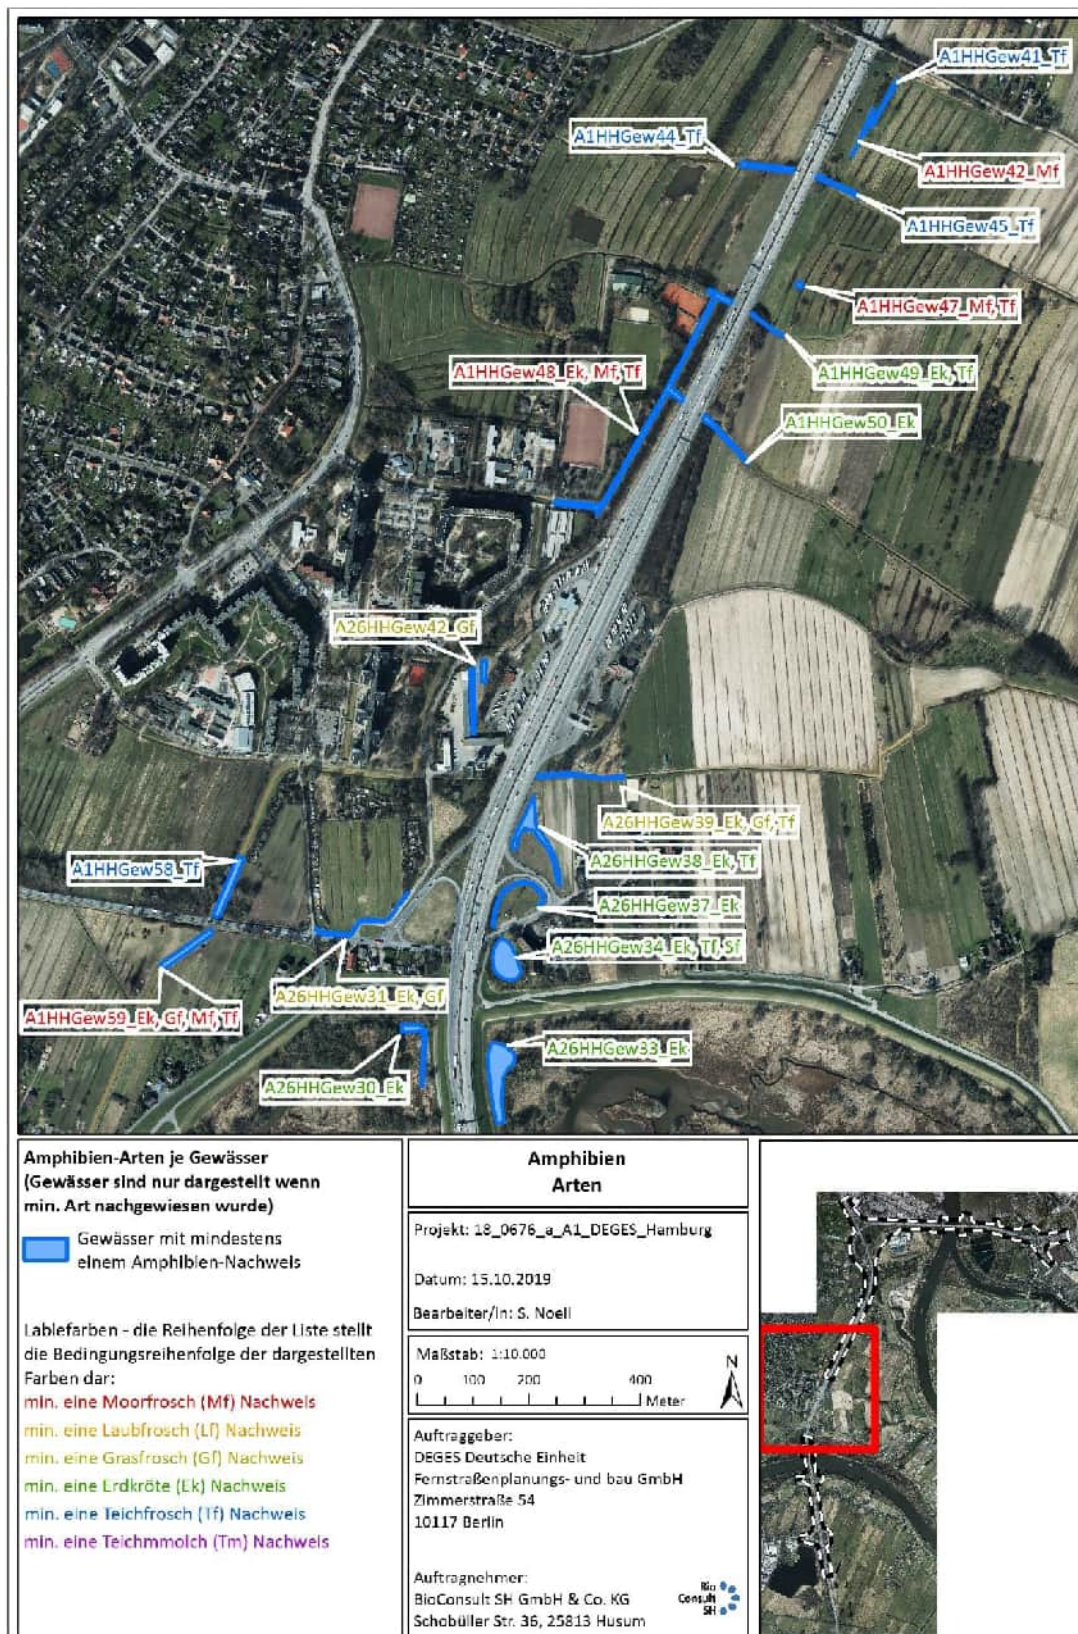 A1HHGew41_Tf
A1HHGew44_Tf
A1HHGew42_Mf
A1HHGew45_Tf
A1HHGew47_Mf, Tf
A1HHGew48_Ek, Mf, Tf
A1HHGew49_Ek, Tf
A1HHGew50_Ek
A26HHGew42_Gf
A26HHGew39_Ek, Gf, Tf
A26HHGew38_Ek, Tf
A1HHGew58_Tf
A26HHGew37_Ek
A26HHGew34_Ek, Tf, Sf
A26HHGew31_Ek, Gf
A1HHGew59_Ek, Gf, Mf, Tf
A26HHGew33_Ek
A26HHGew30_Ek
Amphibien-Arten je Gewässer
(Gewässer sind nur dargestellt wenn
min. Art nachgewiesen wurde)
Gewässer mit mindestens
einem Amphibien-Nachweis
Lablefarben - die Reihenfolge der Liste stellt
die Bedingungsreihenfolge der dargestellten
Farben dar:
min. eine Moorfrosch (Mf) Nachweis
min. eine Laubfrosch (Lf) Nachweis
min. eine Grasfrosch (Gf) Nachweis
min. eine Erdkröte (Ek) Nachweis
min. eine Teichfrosch (Tf) Nachweis
min. eine Teichmmolch (Tm) Nachweis
Amphibien
Arten
Projekt: 18_0676_a_A1_DEGES_Hamburg
Datum: 15.10.2019
Bearbeiter/in: S. Noell
Maßstab: 1:10.000
0 100 200 400
Meter
N
Auftraggeber:
DEGES Deutsche Einheit
Fernstraßenplanungs- und bau GmbH
Zimmerstraße 54
10117 Berlin
Auftragnehmer:
BioConsult SH GmbH & Co. KG
Schobüller Str. 36, 25813 Husum
Bio
Consult
SH